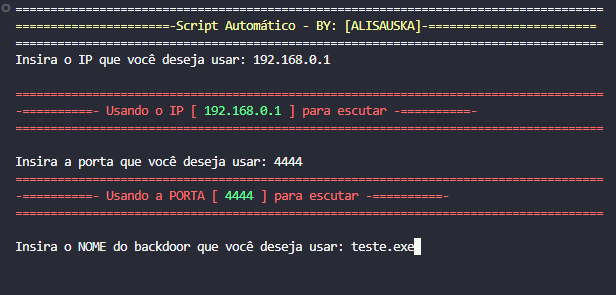 ===================================================================================
======================-Script Automático - BY: [ALISAUSKA]-========================
===================================================================================
Insira o IP que você deseja usar: 192.168.0.1
===================================================================================
-==========- Usando o IP [ 192.168.0.1 ] para escutar -==========-
===================================================================================
Insira a porta que você deseja usar: 4444
===================================================================================
-==========- Usando a PORTA [ 4444 ] para escutar -==========-
===================================================================================
Insira o NOME do backdoor que você deseja usar: teste.exe